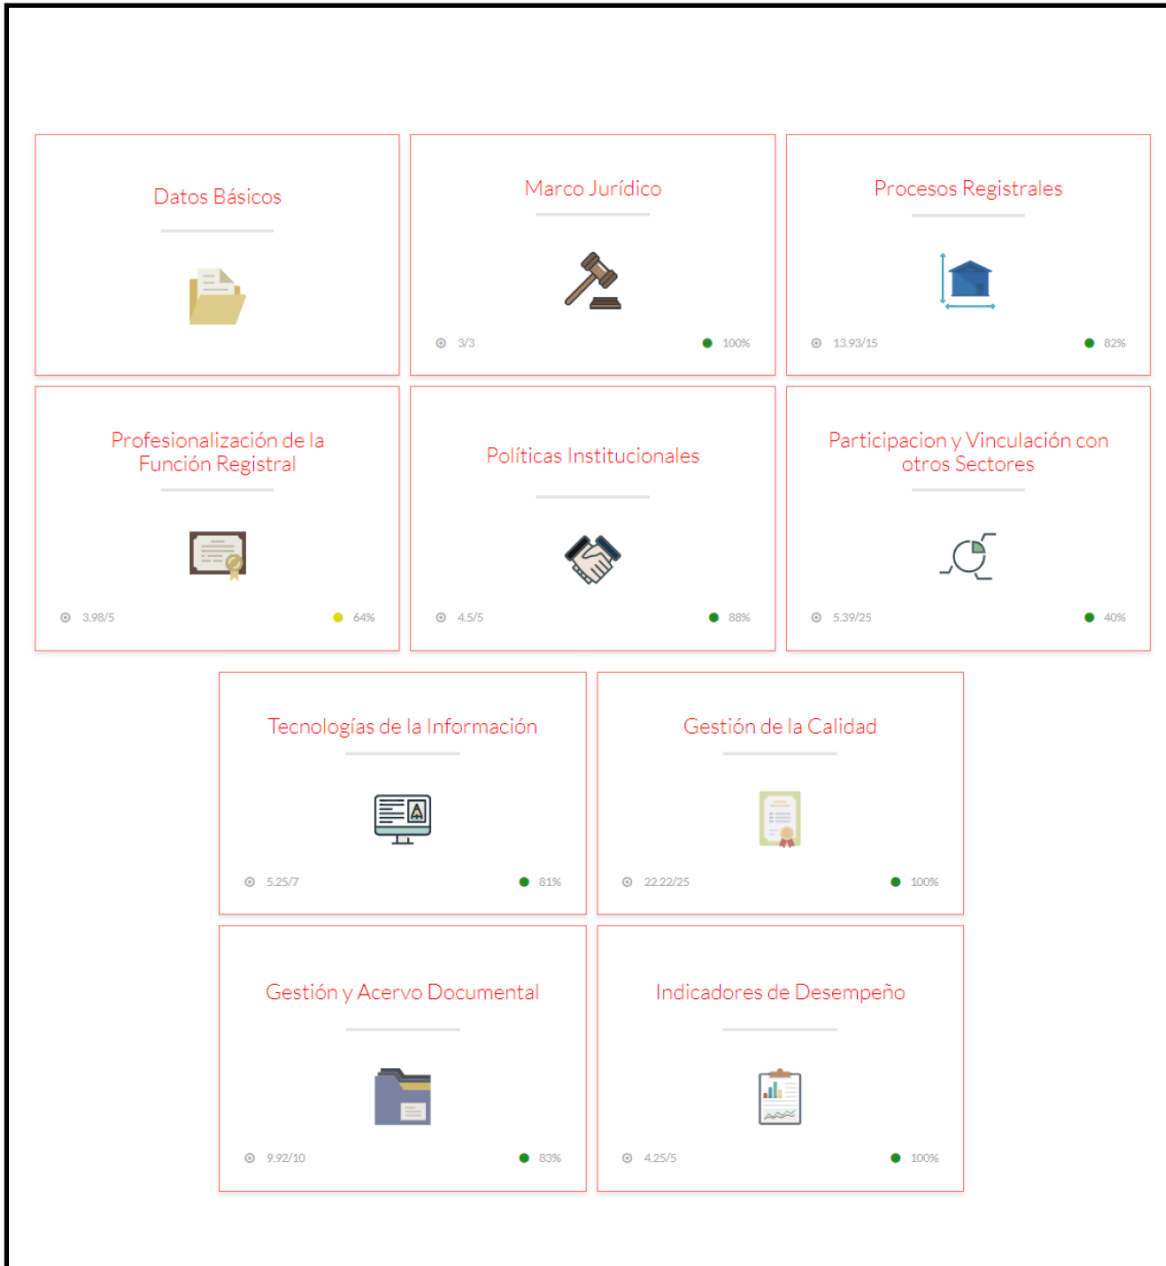 Datos Básicos
Marco Jurídico
3/3
100%
Procesos Registrales
13.93/15
82%
Profesionalización de la
Función Registral
3.98/5
64%
Políticas Institucionales
4.5/5
88%
Participacion y Vinculación con
otros Sectores
5.39/25
40%
Tecnologías de la Información
5.25/7
81%
Gestión de la Calidad
22.22/25
100%
Gestión y Acervo Documental
9.92/10
83%
Indicadores de Desempeño
4.25/5
100%